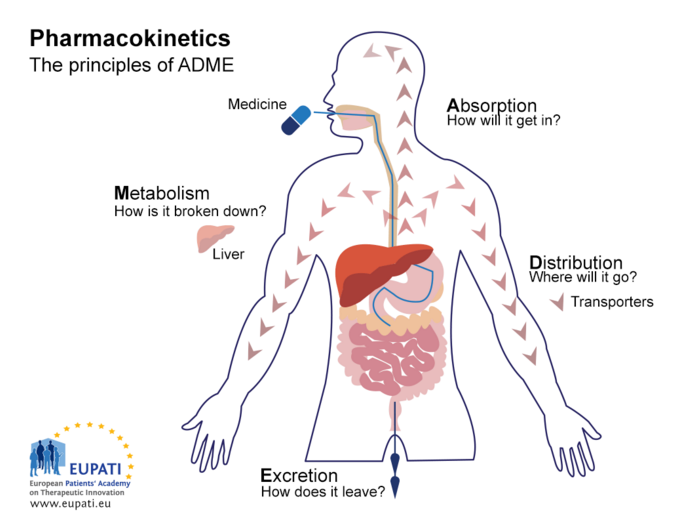 Pharmacokinetics
The principles of ADME
Medicine
Absorption
How will it get in?
Metabolism
How is it broken down?
Liver
Distribution
Where will it go?
Transporters
Excretion
How does it leave?
EUPATI
European Patients' Academy
on Therapeutic Innovation
www.eupati.eu